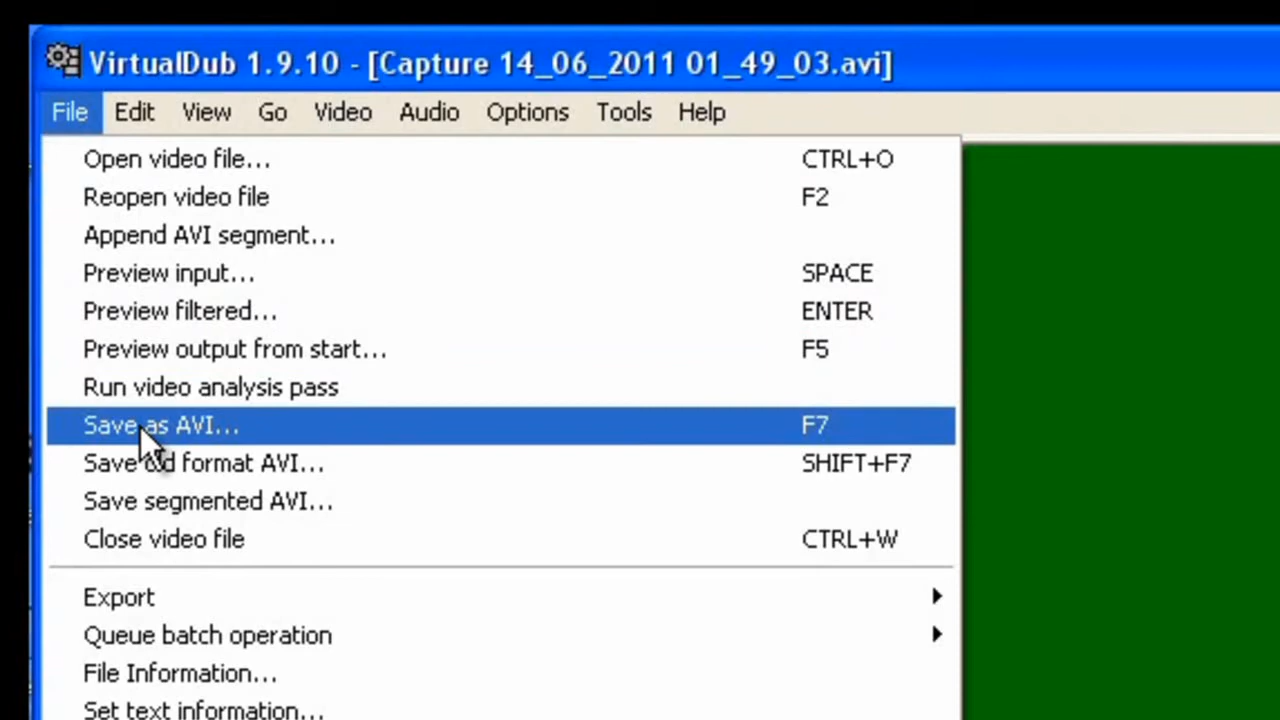 VirtualDub 1.9.10 - [Capture 14_06_2011 01_49_03.avi]
File Edit View Go Video Audio Options Tools Help
Open video file... CTRL+O
Reopen video file F2
Append AVI segment...
Preview input... SPACE
Preview filtered... ENTER
Preview output from start... F5
Run video analysis pass
Save as AVI... F7
Save old format AVI... SHIFT+F7
Save segmented AVI...
Close video file CTRL+W
Export
Queue batch operation
File Information...
Set text information...